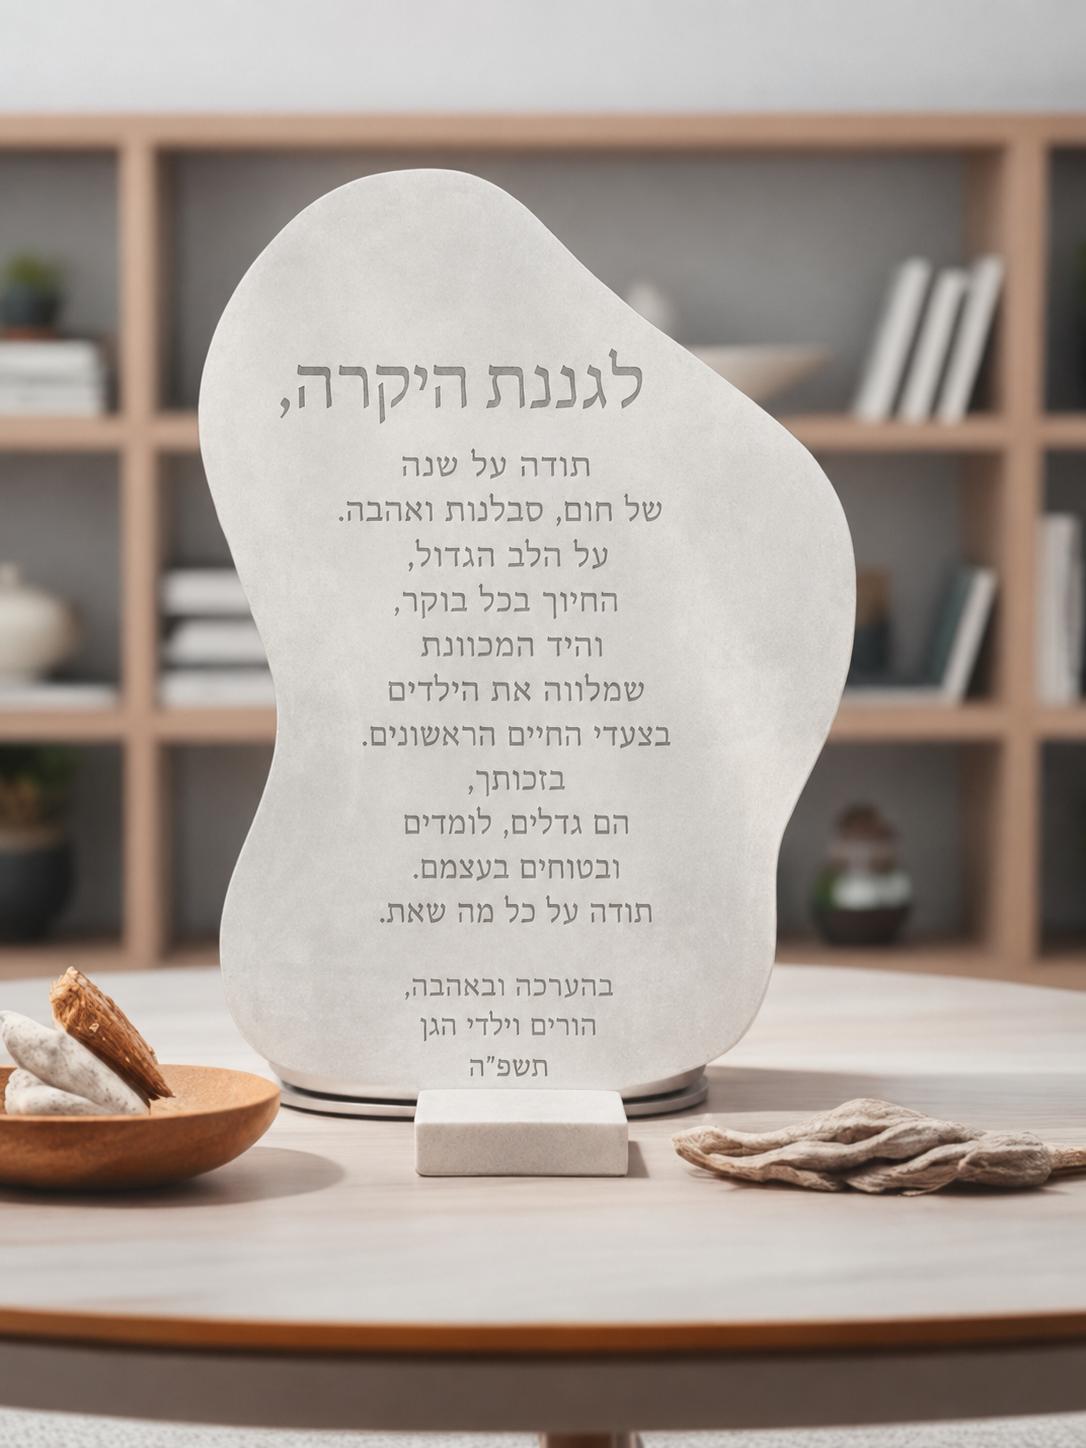 לגננת היקרה,
תודה על שנה
של חום, סבלנות ואהבה.
על הלב הגדול,
החיוך בכל בוקר,
והיד המכוונת
שמלווה את הילדים
בצעדי החיים הראשונים.
בזכותך,
הם גדלים, לומדים
ובטוחים בעצמם.
תודה על כל מה שאת.
בהערכה ובאהבה,
הורים וילדי הגן
תשפ"ה